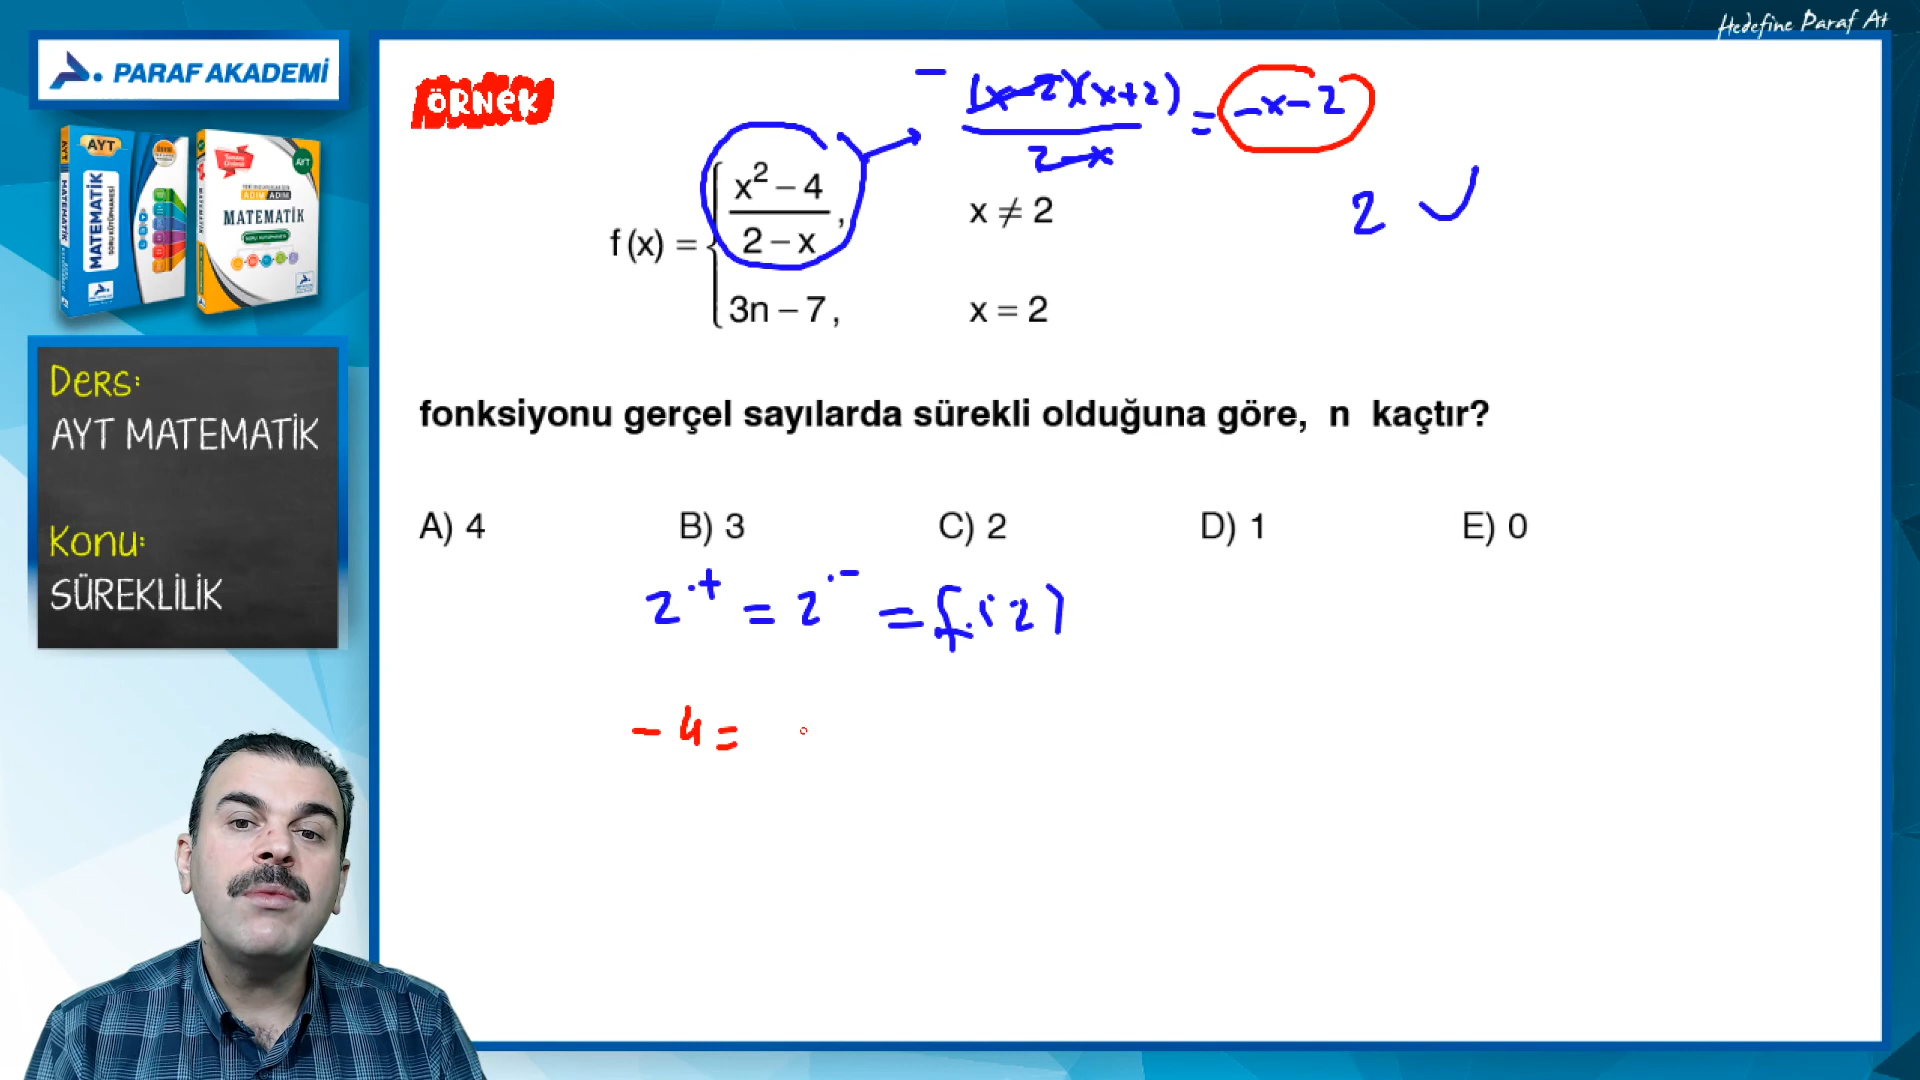 Hedefine Paraf At
PARAF AKADEMİ
ÖRNEK
- (x-2)(x+2) / 2-x = -x-2
2 ✓
f(x) = { x² − 4 / 2 − x , x ≠ 2
3n − 7, x = 2
AYT
MATEMATİK
AYT
ADIM ADIM
MATEMATİK
Ders:
AYT MATEMATİK
Konu:
SÜREKLİLİK
fonksiyonu gerçel sayılarda sürekli olduğuna göre, n kaçtır?
A) 4 B) 3 C) 2 D) 1 E) 0
2⁺ = 2⁻ = f(2)
-4 =